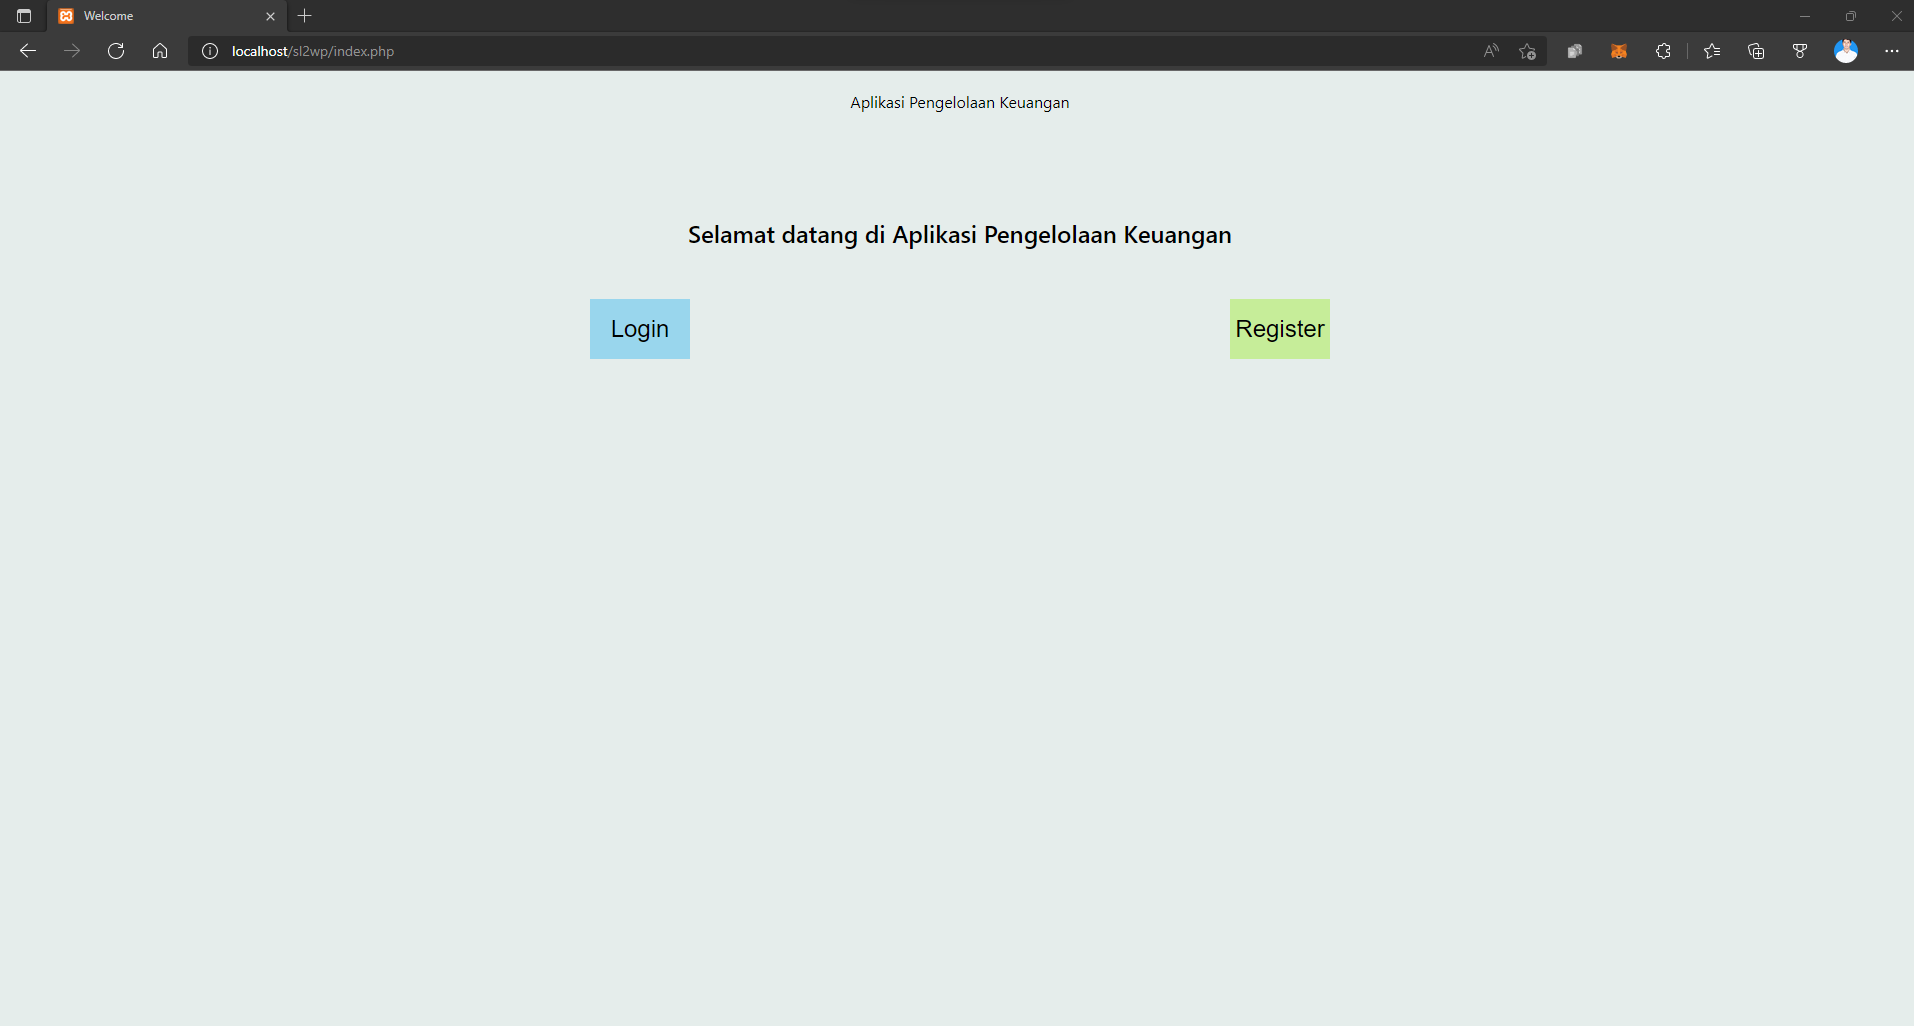 Welcome
localhost/sl2wp/index.php
Aplikasi Pengelolaan Keuangan
Selamat datang di Aplikasi Pengelolaan Keuangan
Login
Register